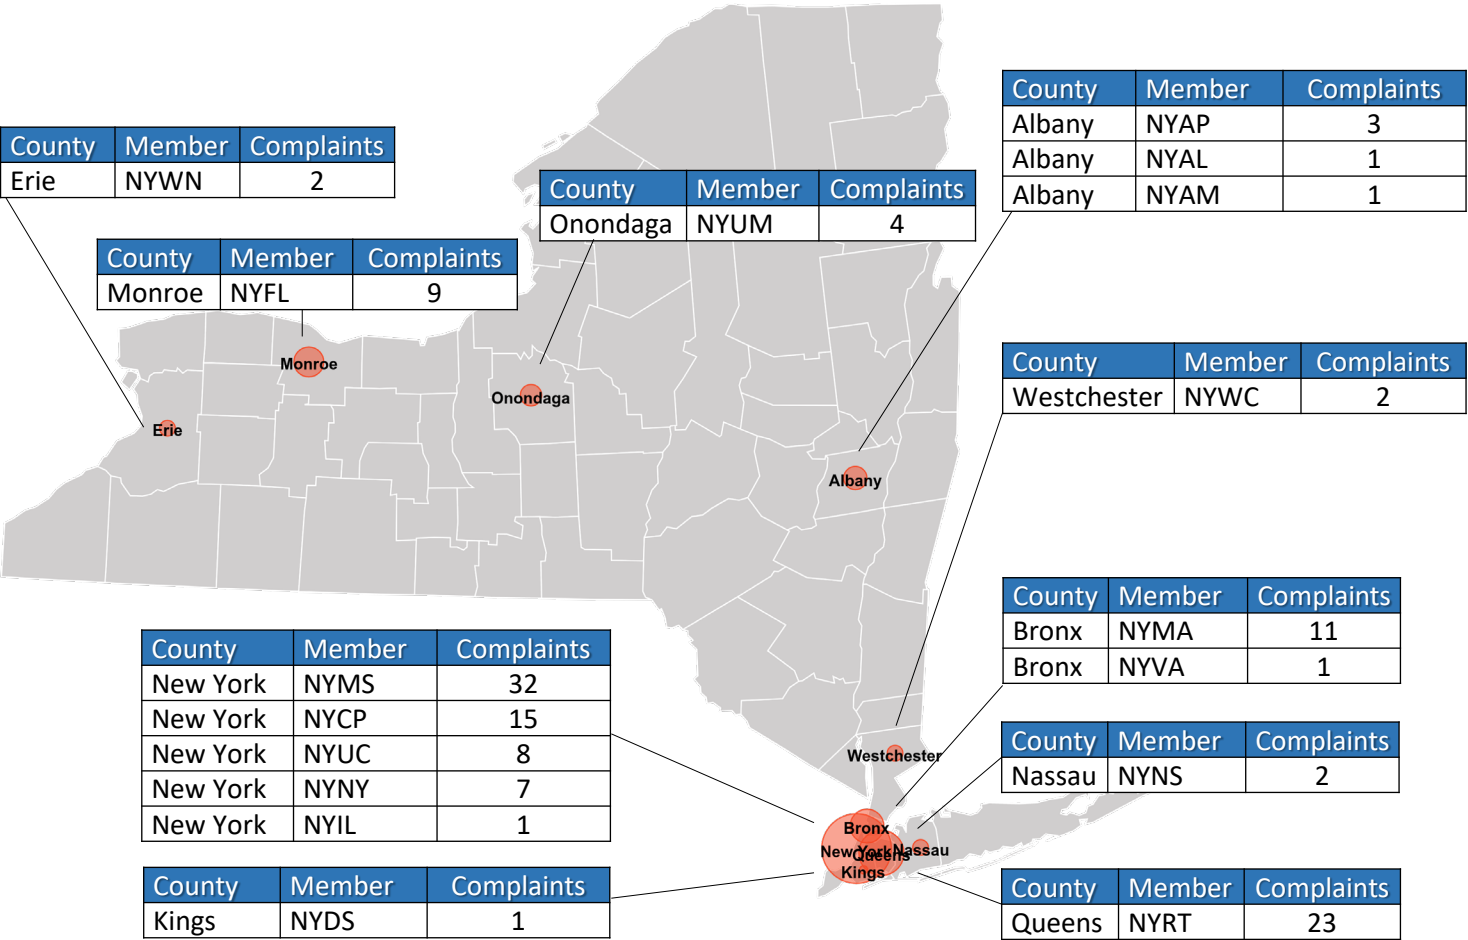 County Member Complaints
Albany NYAP 3
Albany NYAL 1
Albany NYAM 1
County Member Complaints
Erie NYWN 2
County Member Complaints
Onondaga NYUM 4
County Member Complaints
Monroe NYFL 9
County Member Complaints
Westchester NYWC 2
Monroe
Onondaga
Erie
Albany
County Member Complaints
Bronx NYMA 11
Bronx NYVA 1
County Member Complaints
New York NYMS 32
New York NYCP 15
New York NYUC 8
New York NYNY 7
New York NYIL 1
County Member Complaints
Nassau NYNS 2
Westchester
Bronx
New York
Queens
Nassau
Kings
County Member Complaints
Kings NYDS 1
County Member Complaints
Queens NYRT 23